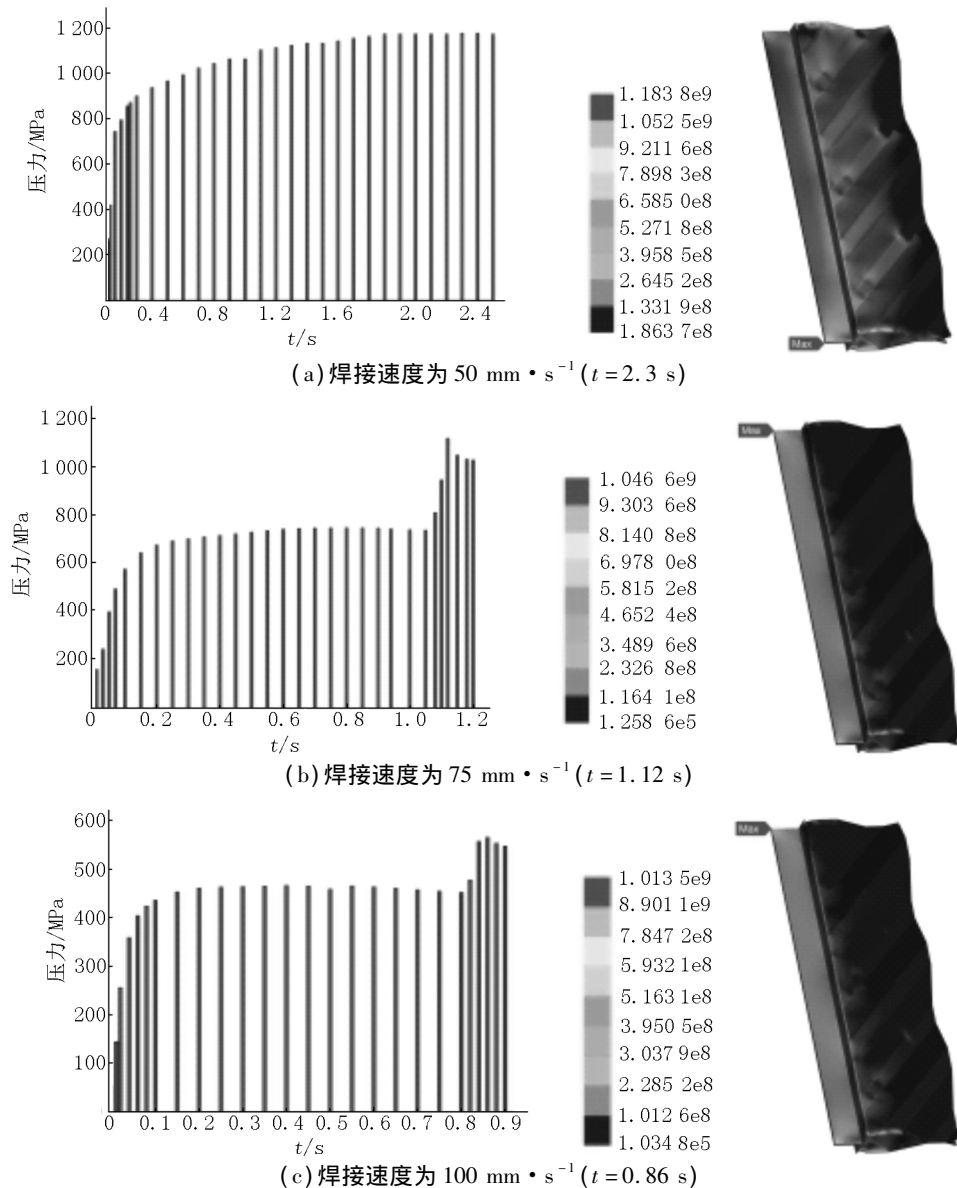 1 200
1 000
800
600
400
200
0
压力/MPa
0.4 0.8 1.2 1.6 2.0 2.4
t/s
1.183 8e9
1.052 5e9
9.211 6e8
7.898 3e8
6.585 0e8
5.271 8e8
3.958 5e8
2.645 2e8
1.331 9e8
1.863 7e8
Max
(a)焊接速度为 50 mm·s⁻¹(t=2.3 s)
1 200
1 000
800
600
400
200
0
压力/MPa
0.2 0.4 0.6 0.8 1.0 1.2
t/s
1.046 6e9
9.303 6e8
8.140 8e8
6.978 0e8
5.815 2e8
4.652 4e8
3.489 6e8
2.326 8e8
1.164 1e8
1.258 6e5
Max
(b)焊接速度为 75 mm·s⁻¹(t=1.12 s)
600
500
400
300
200
100
压力/MPa
0 0.1 0.2 0.3 0.4 0.5 0.6 0.7 0.8 0.9
t/s
1.013 5e9
8.901 1e9
7.847 2e8
5.932 1e8
5.163 1e8
3.950 5e8
3.037 9e8
2.285 2e8
1.012 6e8
1.034 8e5
Max
(c)焊接速度为 100 mm·s⁻¹(t=0.86 s)